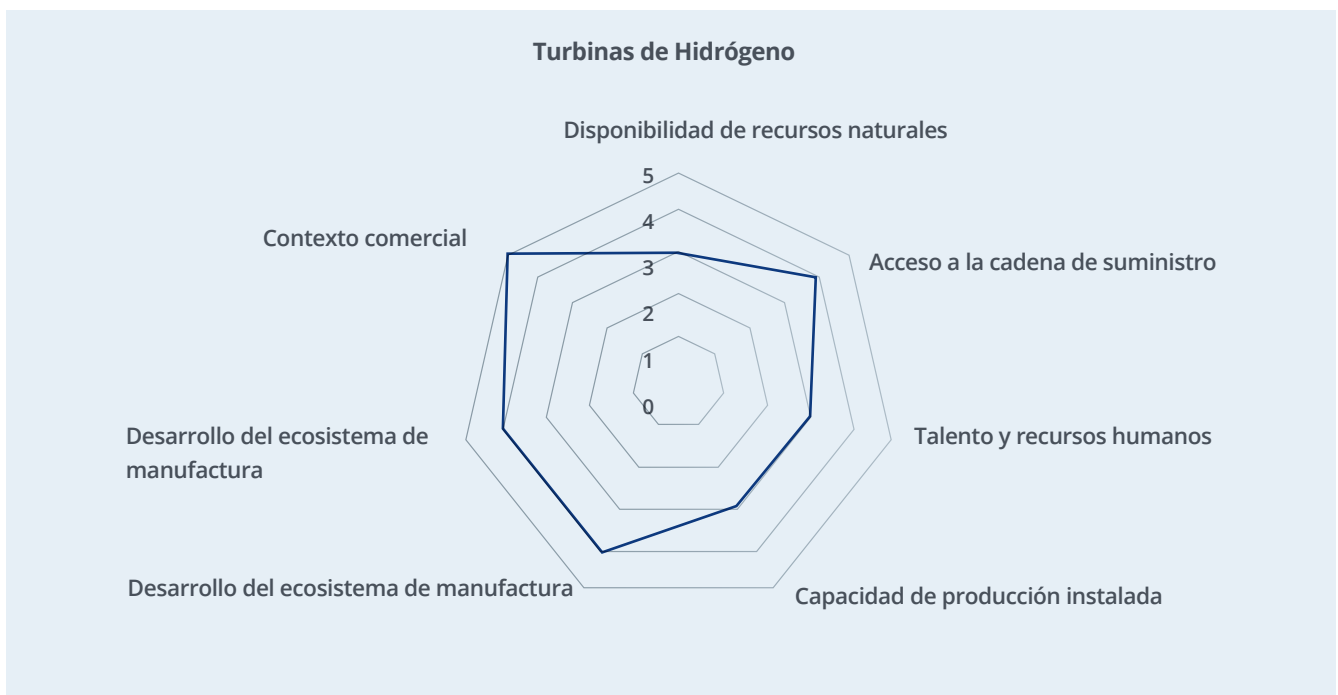 Turbinas de Hidrógeno
Disponibilidad de recursos naturales
5
4
3
2
1
0
Contexto comercial
Acceso a la cadena de suministro
Desarrollo del ecosistema de
manufactura
Talento y recursos humanos
Desarrollo del ecosistema de manufactura
Capacidad de producción instalada